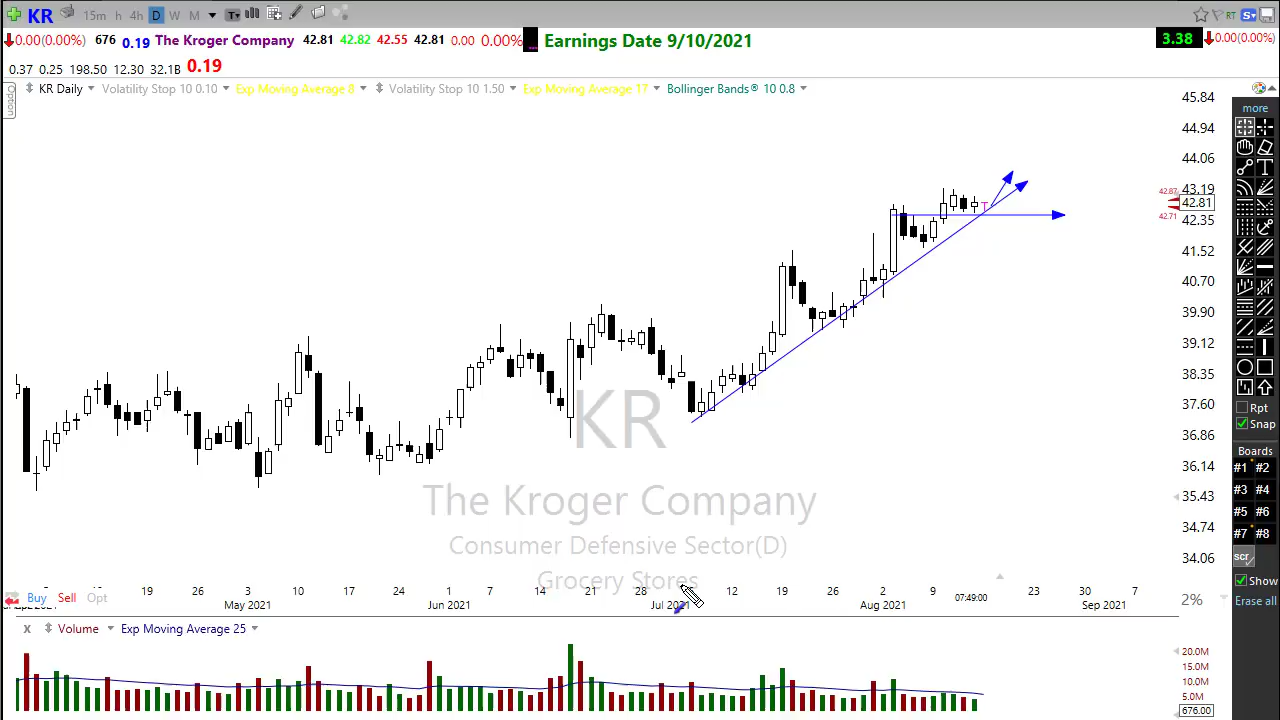 KR 15m h 4h D W M T RT S
0.00(0.00%) 676 0.19 The Kroger Company 42.81 42.82 42.55 42.81 0.00 0.00% Earnings Date 9/10/2021 3.38 0.00(0.00%)
0.37 0.25 198.50 12.30 32.1B 0.19
Option
KR Daily Volatility Stop 10 0.10 Exp Moving Average 8 Volatility Stop 10 1.50 Exp Moving Average 17 Bollinger Bands® 10 0.8
45.84
more
44.94
44.06
T
43.19
42.87
42.81
42.71
42.35
T
41.52
40.70
39.90
39.12
38.35
37.60
Rpt
Snap
36.86
Boards
36.14
#1 #2
35.43
#3 #4
#5 #6
34.74
#7 #8
34.06
scr
KR
The Kroger Company
Consumer Defensive Sector(D)
Grocery Stores
Show
Erase all
19 26 3 10 17 24 1 7 14 21 28 12 19 26 2 9 07:49:00 23 30 7
Buy Sell Opt
May 2021 Jun 2021 Jul 2021 Aug 2021 Sep 2021
2%
X Volume Exp Moving Average 25
20.0M
15.0M
10.0M
5.0M
676.00